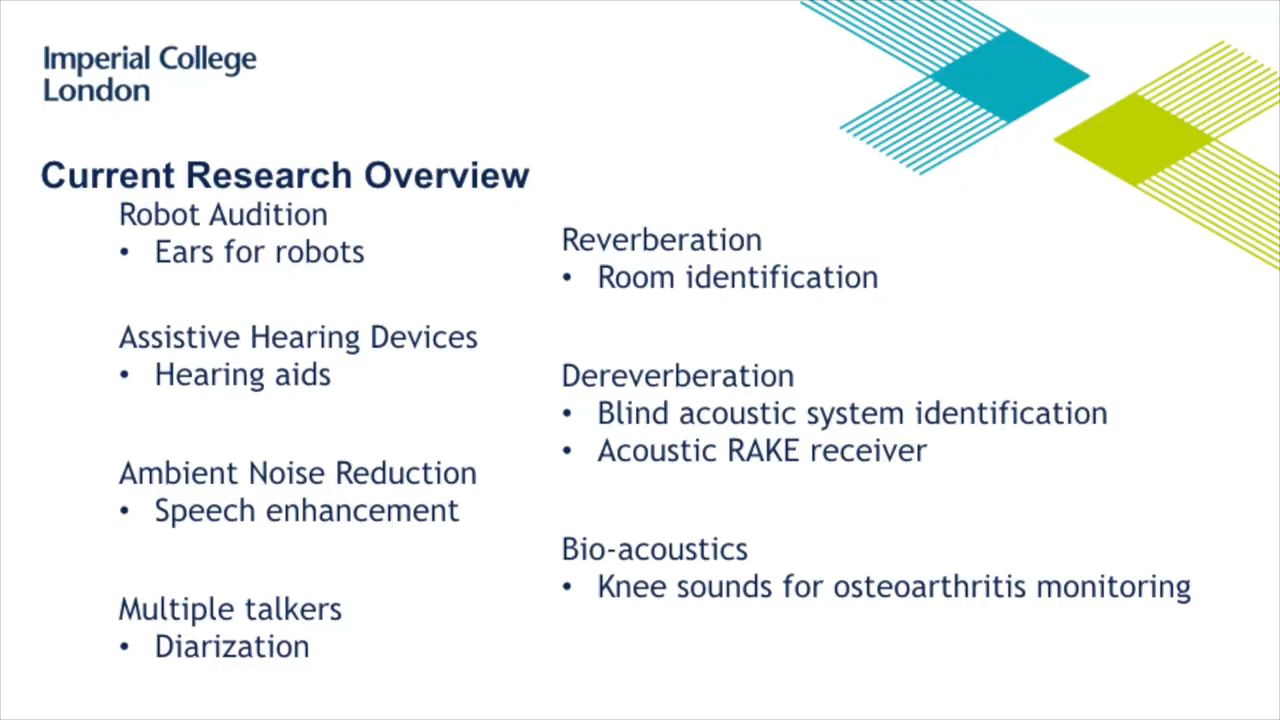 Imperial College
London
Current Research Overview
Robot Audition
• Ears for robots
Assistive Hearing Devices
• Hearing aids
Ambient Noise Reduction
• Speech enhancement
Multiple talkers
• Diarization
Reverberation
• Room identification
Dereverberation
• Blind acoustic system identification
• Acoustic RAKE receiver
Bio-acoustics
• Knee sounds for osteoarthritis monitoring